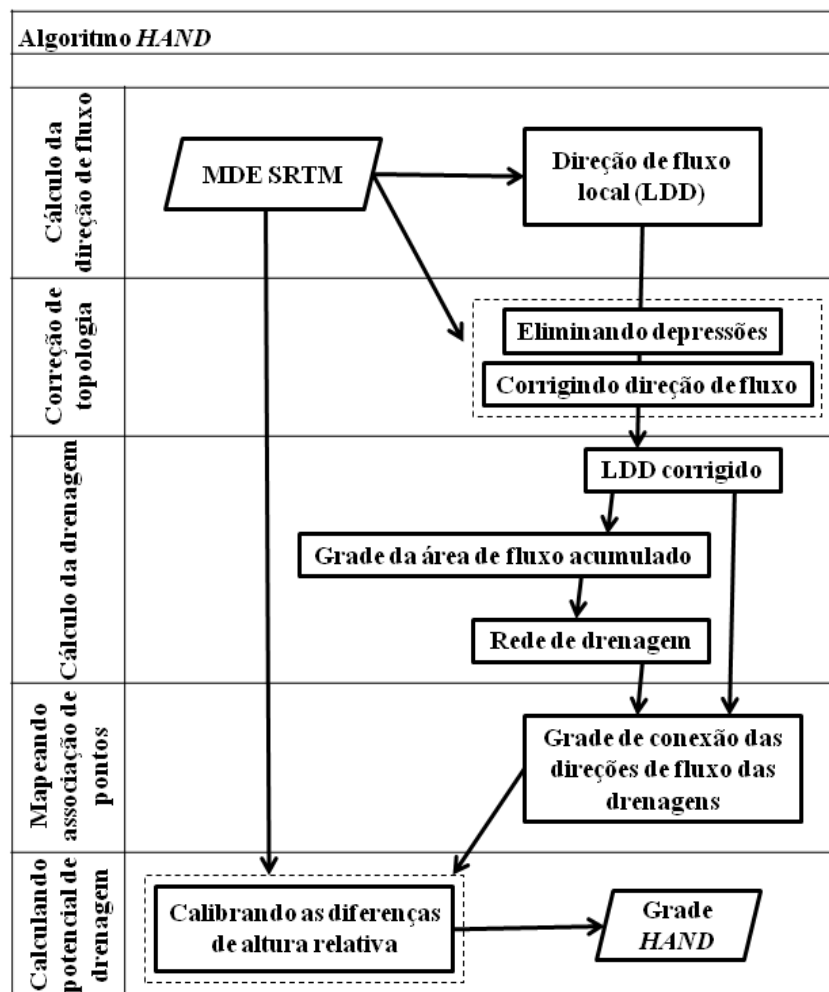 Algoritmo HAND
Cálculo da
direção de fluxo
MDE SRTM
Direção de fluxo
local (LDD)
Correção de
topologia
Eliminando depressões
Corrigindo direção de fluxo
Cálculo da drenagem
LDD corrigido
Grade da área de fluxo acumulado
Rede de drenagem
Mapeando
associação de
pontos
Grade de conexão das
direções de fluxo das
drenagens
Calculando
potencial de
drenagem
Calibrando as diferenças
de altura relativa
Grade
HAND